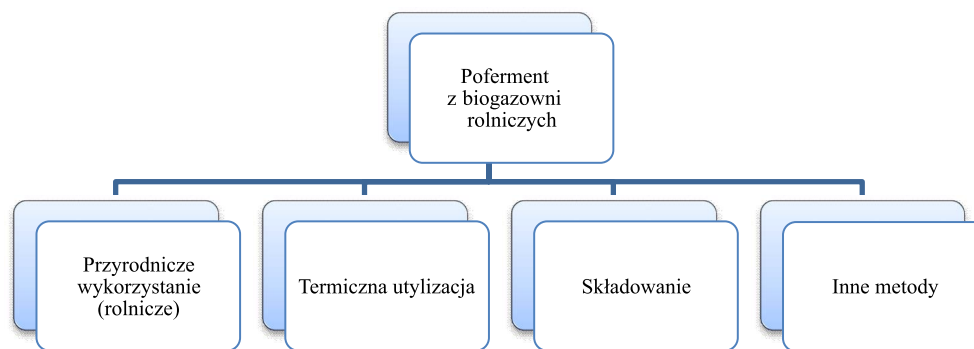 Poferment
z biogazowni
rolniczych
Przyrodnicze
wykorzystanie
(rolnicze)
Termiczna utylizacja
Składowanie
Inne metody